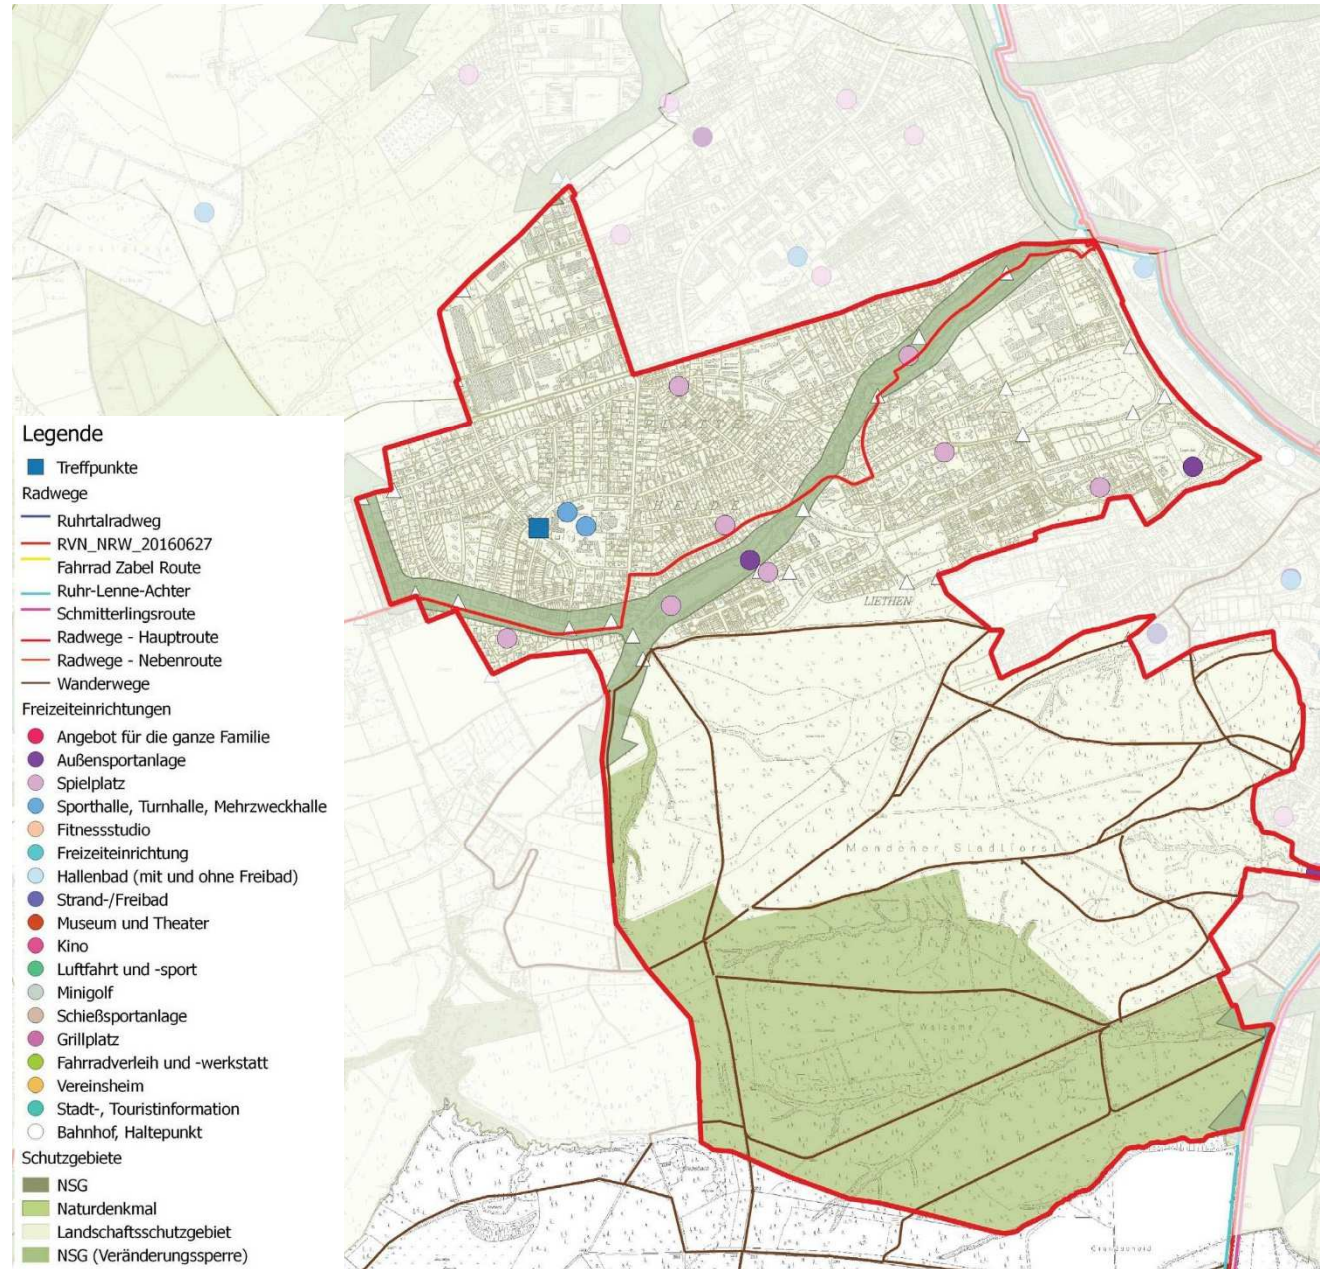 LIETHEN
Mendener Stadtforst
Waldemei
Legende
Treffpunkte
Radwege
Ruhrtalradweg
RVN_NRW_20160627
Fahrrad Zabel Route
Ruhr-Lenne-Achter
Schmitterlingsroute
Radwege - Hauptroute
Radwege - Nebenroute
Wanderwege
Freizeiteinrichtungen
Angebot für die ganze Familie
Außensportanlage
Spielplatz
Sporthalle, Turnhalle, Mehrzweckhalle
Fitnessstudio
Freizeiteinrichtung
Hallenbad (mit und ohne Freibad)
Strand-/Freibad
Museum und Theater
Kino
Luftfahrt und -sport
Minigolf
Schießsportanlage
Grillplatz
Fahrradverleih und -werkstatt
Vereinsheim
Stadt-, Touristinformation
Bahnhof, Haltepunkt
Schutzgebiete
NSG
Naturdenkmal
Landschaftsschutzgebiet
NSG (Veränderungssperre)